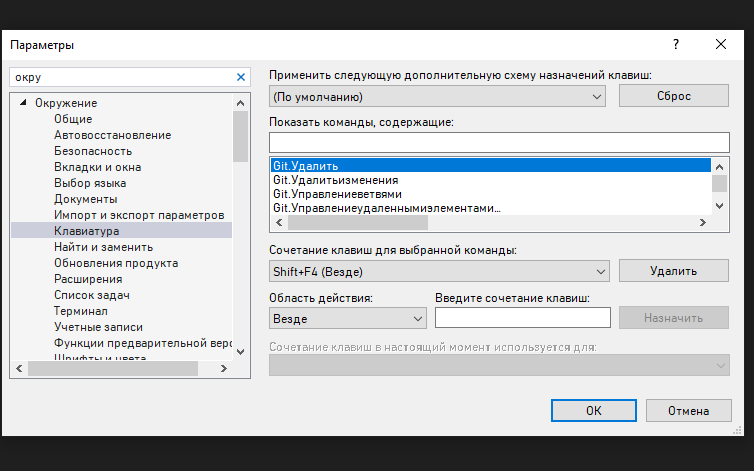 Параметры
?
окру
Окружение
Общие
Автовосстановление
Безопасность
Вкладки и окна
Выбор языка
Документы
Импорт и экспорт параметров
Клавиатура
Найти и заменить
Обновления продукта
Расширения
Список задач
Терминал
Учетные записи
Функции предварительной верс
Шрифты и цвета
Применить следующую дополнительную схему назначений клавиш:
(По умолчанию)
Сброс
Показать команды, содержащие:
Git.Удалить
Git.Удалитьизменения
Git.Управлениеветвями
Git.Управлениеудаленнымиэлементами...
Сочетание клавиш для выбранной команды:
Shift+F4 (Везде)
Удалить
Область действия:
Введите сочетание клавиш:
Везде
Назначить
Сочетание клавиш в настоящий момент используется для:
ОК
Отмена